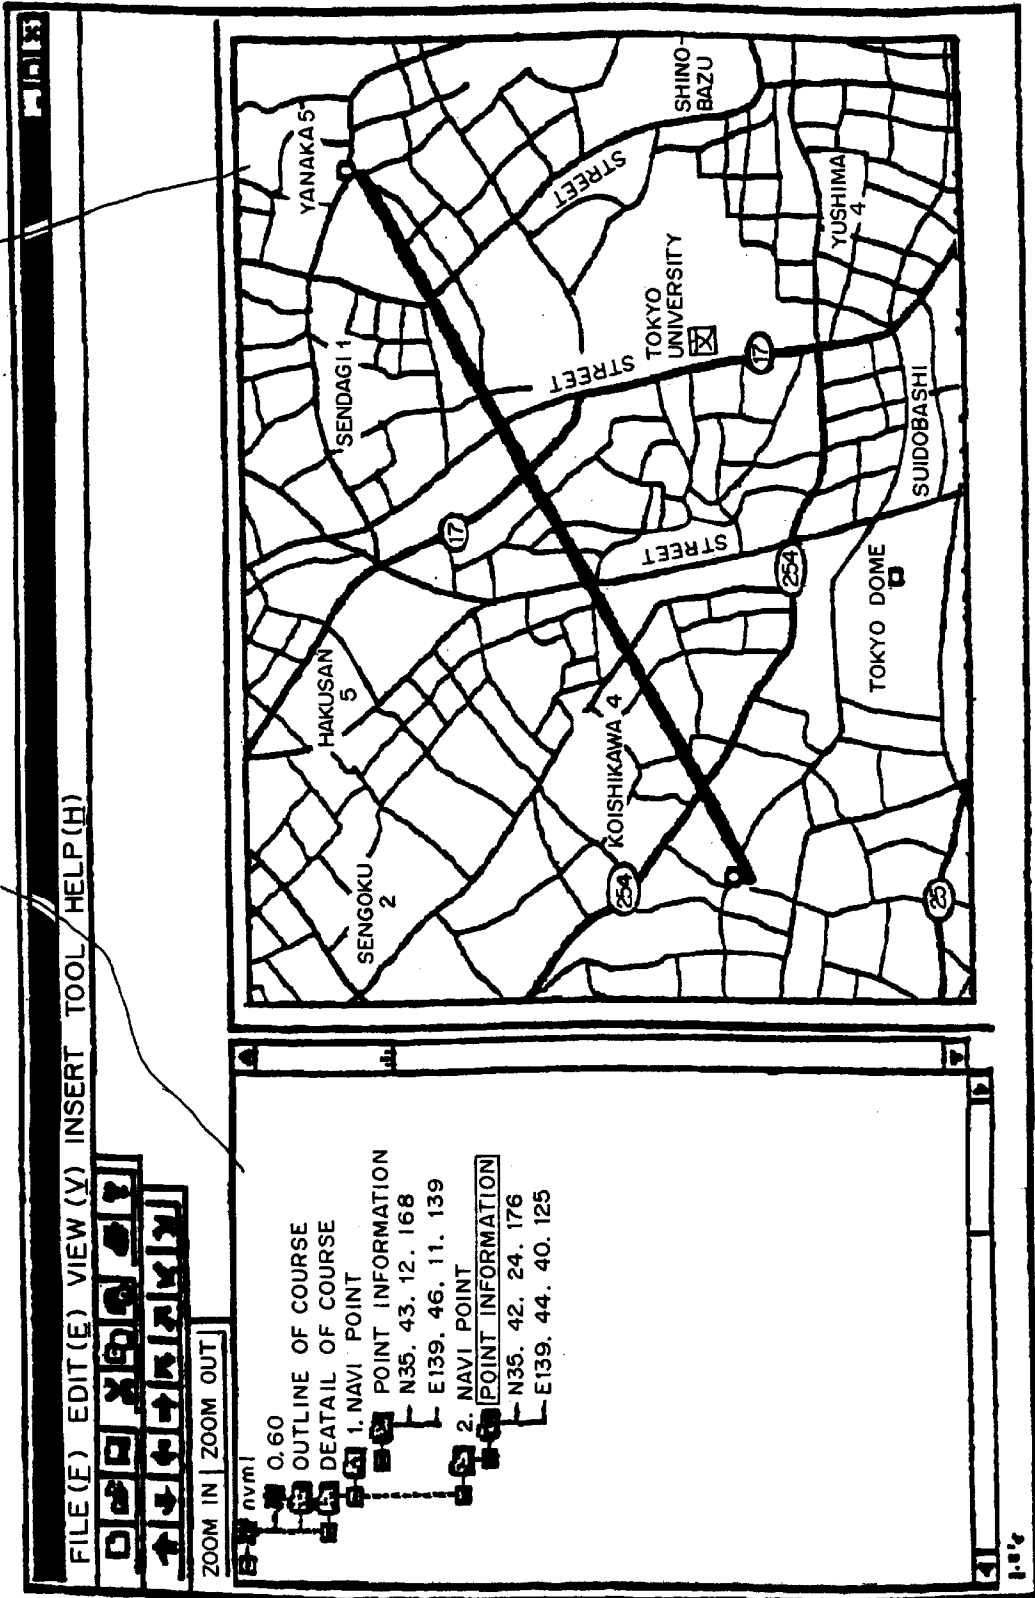 FILE(F) EDIT(E) VIEW(V) INSERT TOOL HELP(H)
ZOOM IN ZOOM OUT
nvml
0.60
OUTLINE OF COURSE
DEATAIL OF COURSE
1. NAVI POINT
POINT INFORMATION
N35. 43. 12. 168
E139. 46. 11. 139
2. NAVI POINT
POINT INFORMATION
N35. 42. 24. 176
E139. 44. 40. 125
YANAKA 5
SENDAGI 1
HAKUSAN
5
SENGOKU
2
17
STREET
SHINO-
BAZU
TOKYO
UNIVERSITY
STREET
17
STREET
KOISHIKAWA 4
254
254
YUSHIMA
4
TOKYO DOME
SUIDOBASHI
25